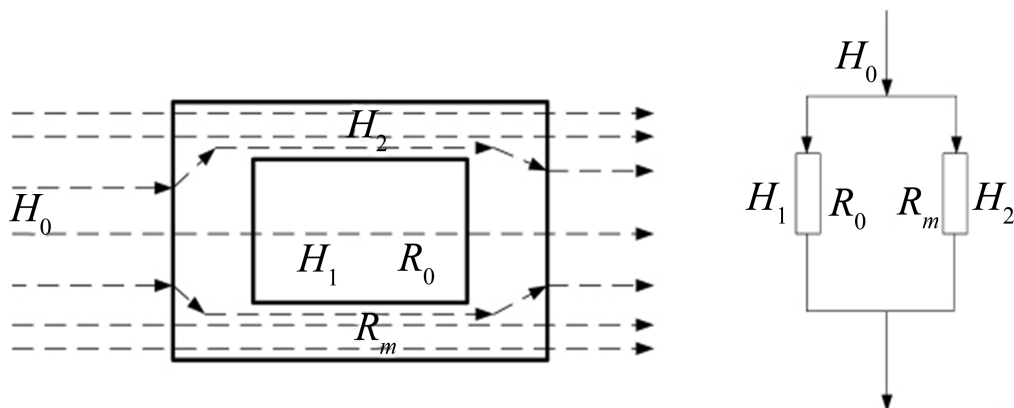 H₂
H₀
H₁ R₀
Rₘ
H₀
H₁ R₀ Rₘ H₂